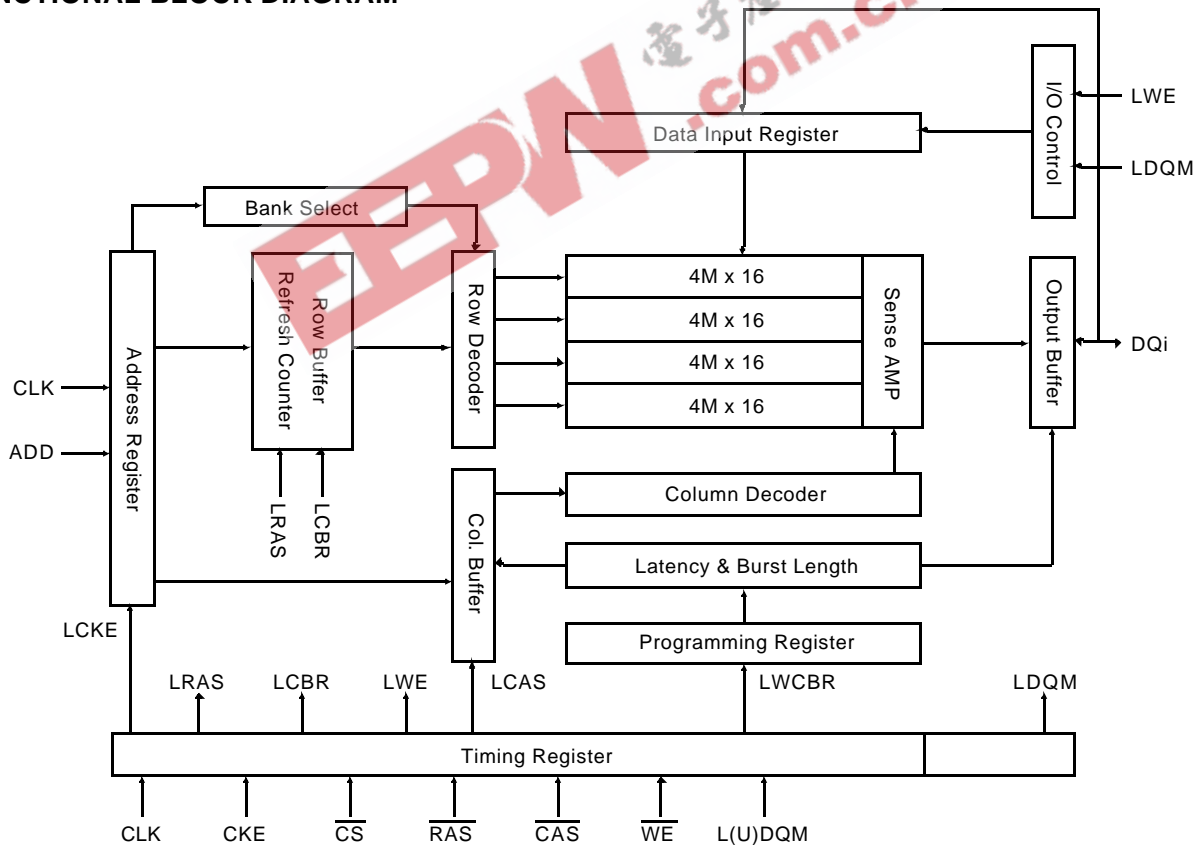 NCTIONAL BLOCK DIAGRAM
EEPW
.com.c
I/O Control
LWE
LDQM
Data Input Register
Bank Select
Address Register
CLK
ADD
Refresh Counter
Row Buffer
Row Decoder
4M x 16
4M x 16
4M x 16
4M x 16
Sense AMP
Output Buffer
DQi
LRAS
LCBR
Col. Buffer
Column Decoder
Latency & Burst Length
Programming Register
LCKE
LRAS
LCBR
LWE
LCAS
LWCBR
LDQM
Timing Register
CLK
CKE
CS
RAS
CAS
WE
L(U)DQM